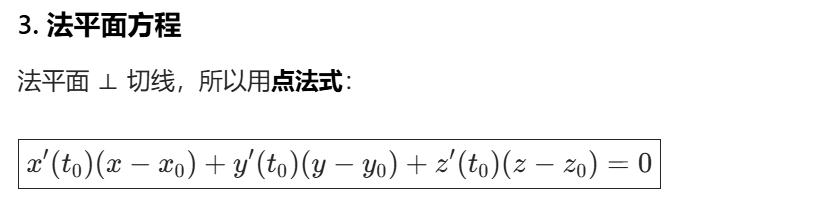 3. 法平面方程
法平面 ⊥ 切线，所以用点法式：
x′(t₀)(x − x₀) + y′(t₀)(y − y₀) + z′(t₀)(z − z₀) = 0